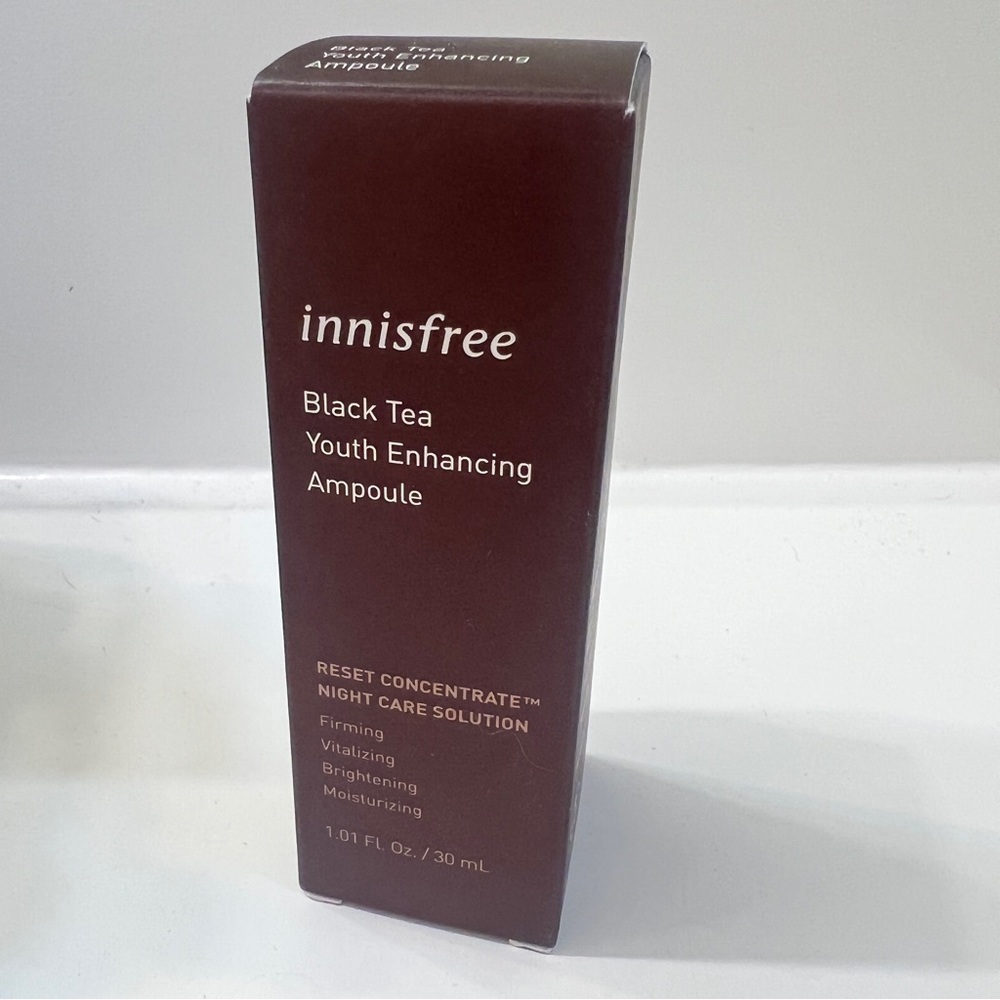 Black Tea
Youth Enhancing
Ampoule
innisfree
Black Tea
Youth Enhancing
Ampoule
RESET CONCENTRATE™
NIGHT CARE SOLUTION
Firming
Vitalizing
Brightening
Moisturizing
1.01 Fl. Oz. / 30 mL